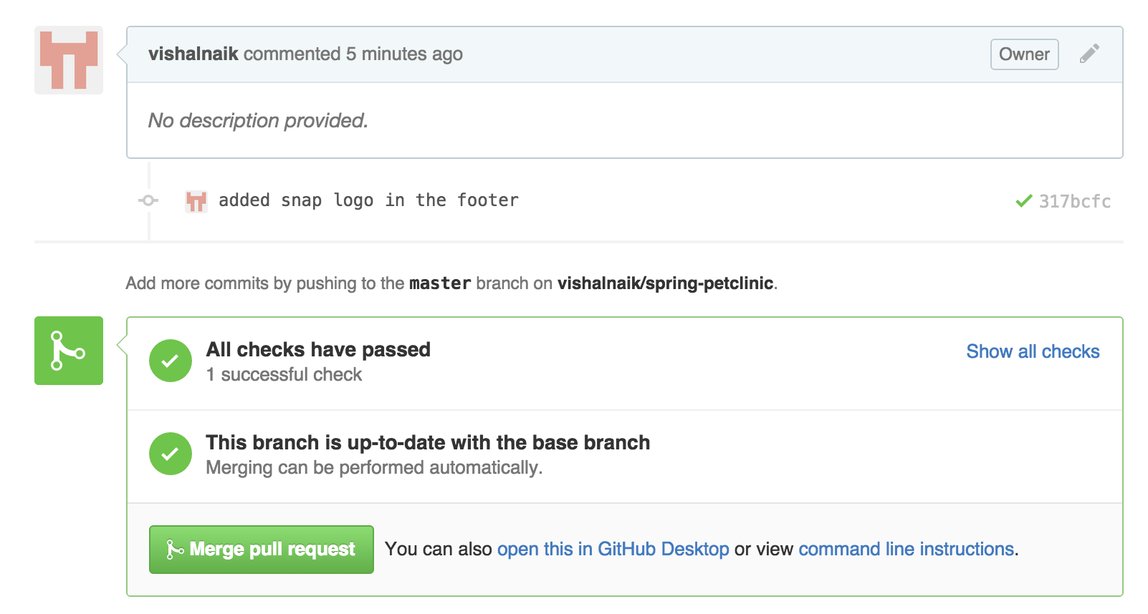 vishalnaik commented 5 minutes ago Owner
No description provided.
added snap logo in the footer 317bcfc
Add more commits by pushing to the master branch on vishalnaik/spring-petclinic.
All checks have passed Show all checks
1 successful check
This branch is up-to-date with the base branch
Merging can be performed automatically.
Merge pull request You can also open this in GitHub Desktop or view command line instructions.